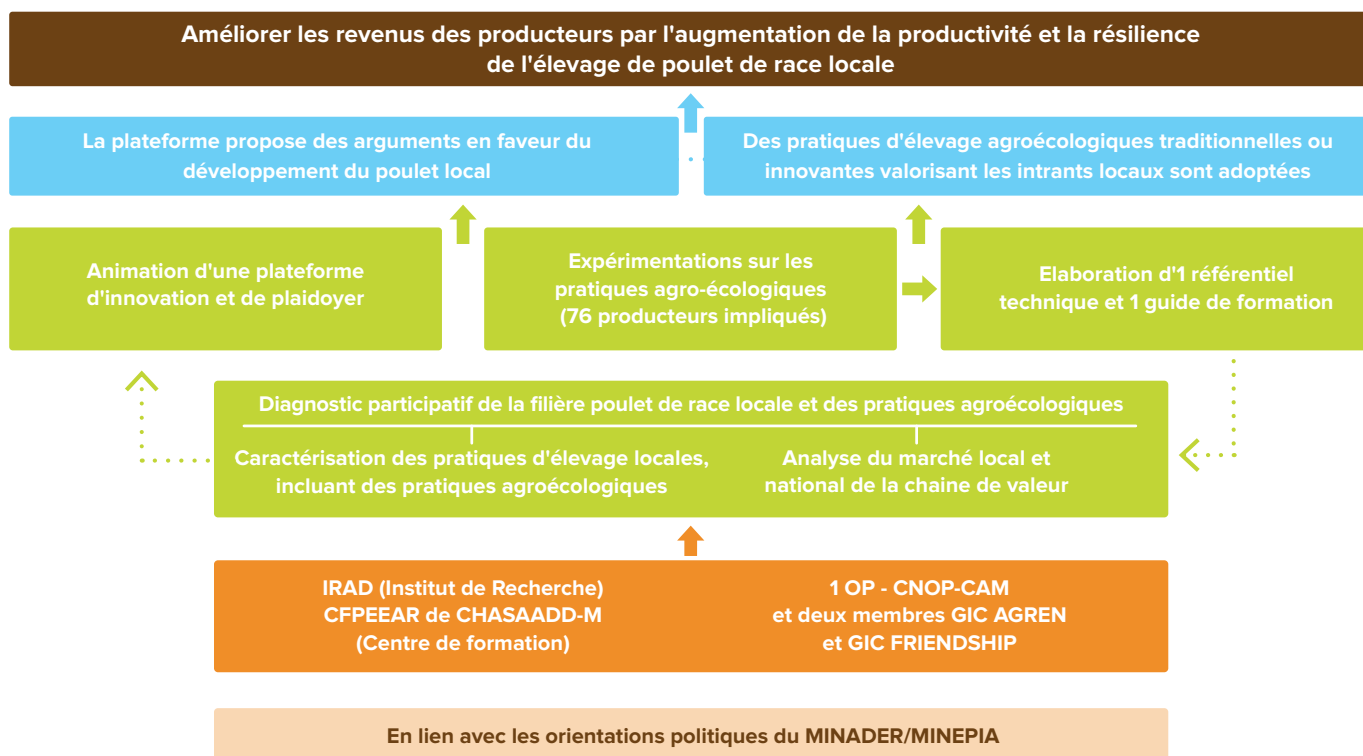 Améliorer les revenus des producteurs par l'augmentation de la productivité et la résilience
de l'élevage de poulet de race locale
La plateforme propose des arguments en faveur du
développement du poulet local
Des pratiques d'élevage agroécologiques traditionnelles ou
innovantes valorisant les intrants locaux sont adoptées
Animation d'une plateforme
d'innovation et de plaidoyer
Expérimentations sur les
pratiques agro-écologiques
(76 producteurs impliqués)
Elaboration d'1 référentiel
technique et 1 guide de formation
Diagnostic participatif de la filière poulet de race locale et des pratiques agroécologiques
Caractérisation des pratiques d'élevage locales,
incluant des pratiques agroécologiques
Analyse du marché local et
national de la chaine de valeur
IRAD (Institut de Recherche)
CFPEEAR de CHASAADD-M
(Centre de formation)
1 OP - CNOP-CAM
et deux membres GIC AGREN
et GIC FRIENDSHIP
En lien avec les orientations politiques du MINADER/MINEPIA